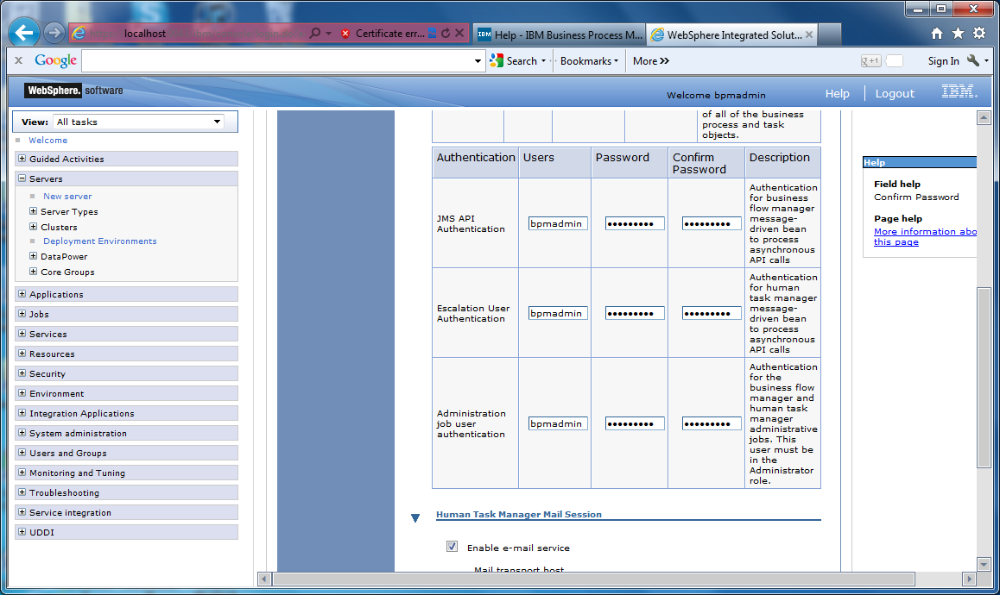 localhost
Certificate err...
IBM Help - IBM Business Process M...
WebSphere Integrated Solut...
x Google
Search
Bookmarks
More »
g+1
Sign In
WebSphere. software
Welcome bpmadmin
Help
Logout
IBM.
View: All tasks
Welcome
Guided Activities
Servers
New server
Server Types
Clusters
Deployment Environments
DataPower
Core Groups
Applications
Jobs
Services
Resources
Security
Environment
Integration Applications
System administration
Users and Groups
Monitoring and Tuning
Troubleshooting
Service integration
UDDI
of all of the business
process and task
objects.
Authentication Users Password Confirm Password Description
JMS API
Authentication
bpmadmin
•••••••••
•••••••••
Authentication
for business
flow manager
message-
driven bean
to process
asynchronous
API calls
Escalation User
Authentication
bpmadmin
•••••••••
•••••••••
Authentication
for human
task manager
message-
driven bean
to process
asynchronous
API calls
Administration
job user
authentication
bpmadmin
•••••••••
•••••••••
Authentication
for the
business flow
manager and
human task
manager
administrative
jobs. This
user must be
in the
Administrator
role.
Human Task Manager Mail Session
Enable e-mail service
Mail transport host
Help
Field help
Confirm Password
Page help
More information abo
this page